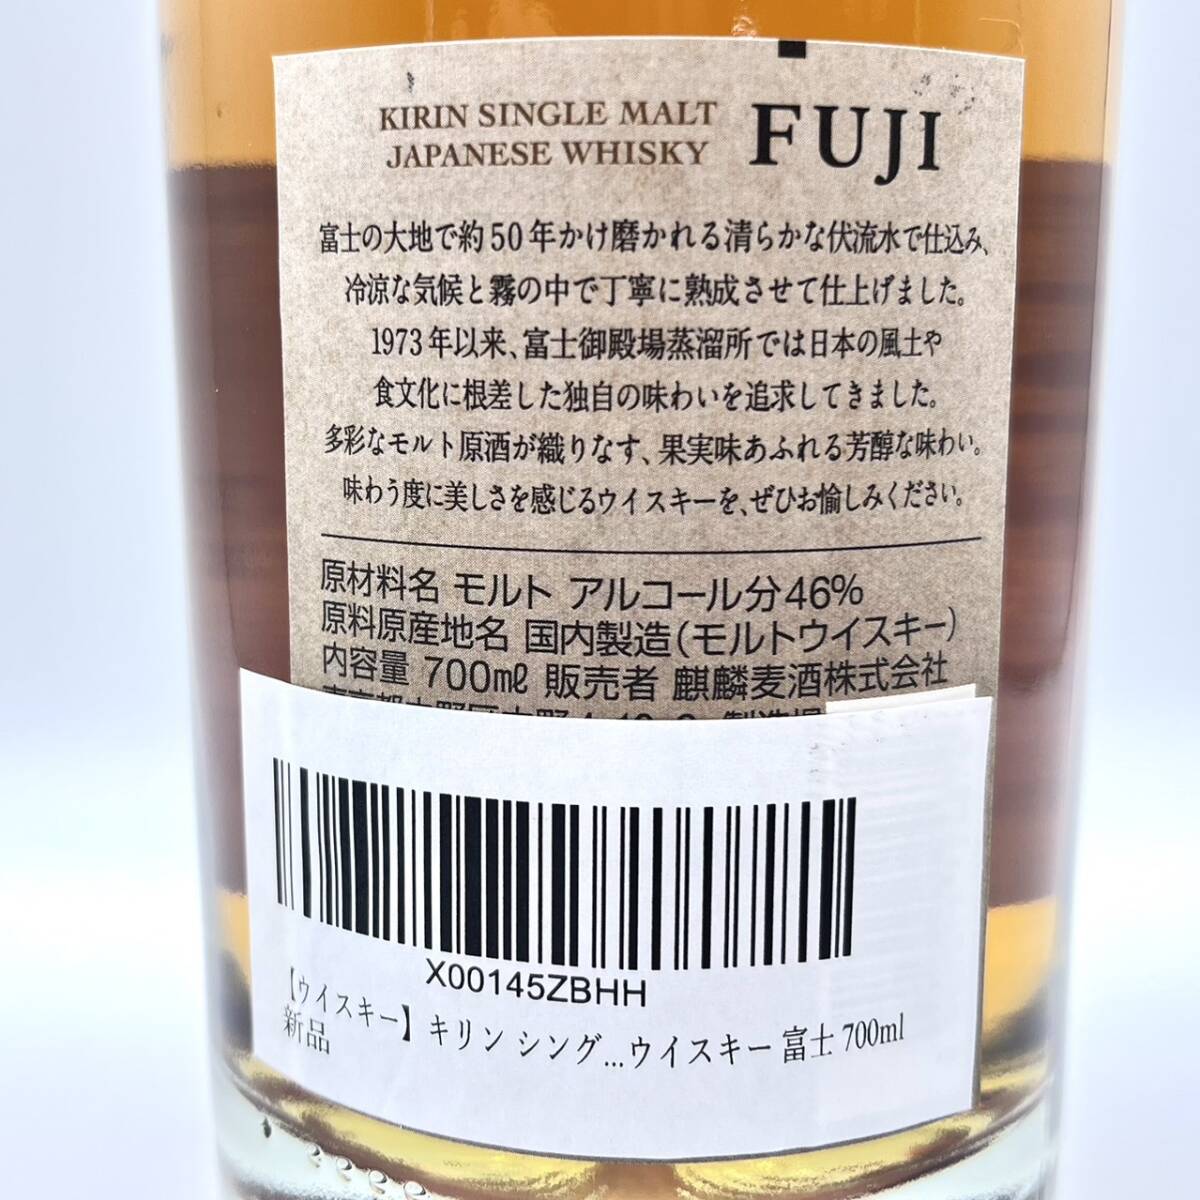 KIRIN SINGLE MALT
JAPANESE WHISKY
FUJI
富士の大地で約50年かけ磨かれる清らかな伏流水で仕込み、
冷涼な気候と霧の中で丁寧に熟成させて仕上げました。
1973年以来、富士御殿場蒸溜所では日本の風土や
食文化に根差した独自の味わいを追求してきました。
多彩なモルト原酒が織りなす、果実味あふれる芳醇な味わい。
味わう度に美しさを感じるウイスキーを、ぜひお愉しみください。
原材料名 モルト アルコール分46%
原料原産地名 国内製造(モルトウイスキー)
内容量 700mℓ 販売者 麒麟麦酒株式会社
X00145ZBHH
【ウイスキー】キリン シング...ウイスキー 富士 700ml
新品